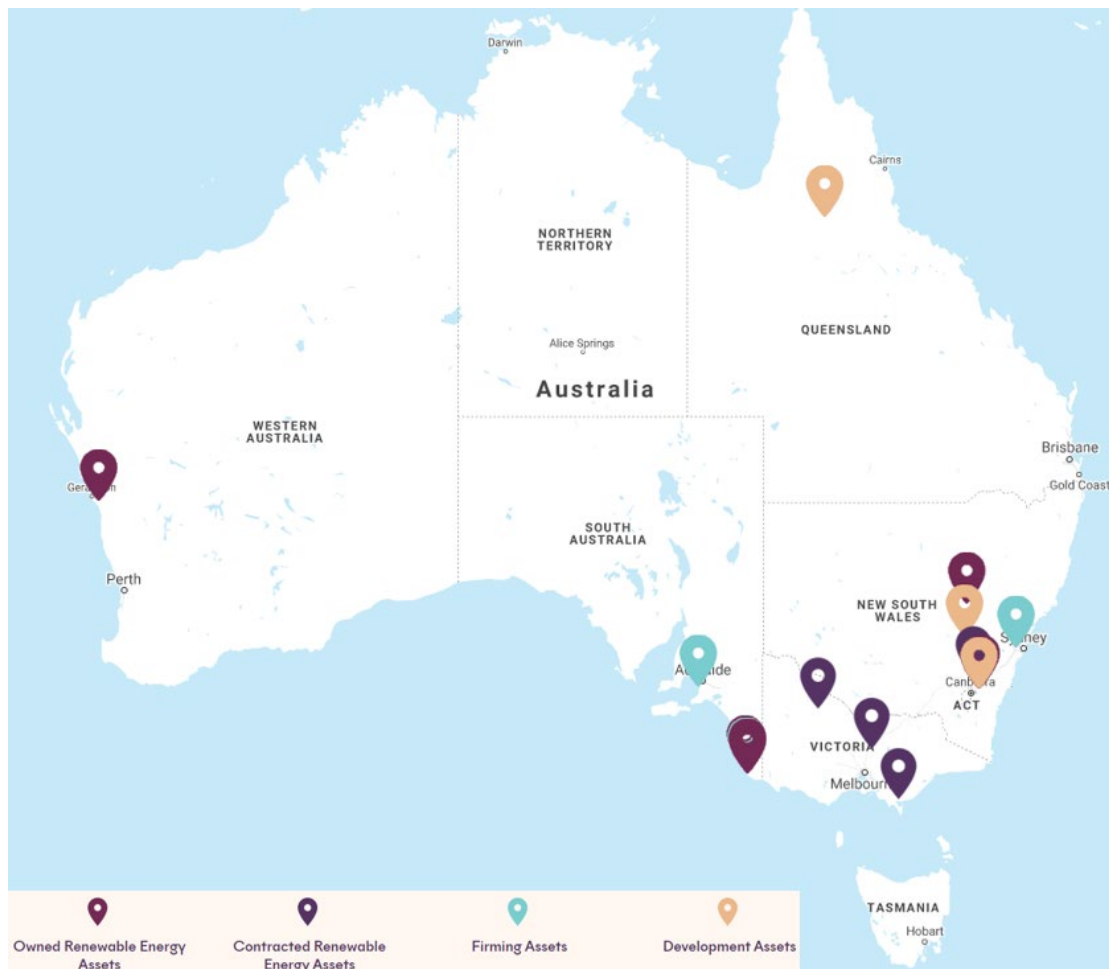 Darwin
Cairns
NORTHERN
TERRITORY
QUEENSLAND
Alice Springs
Australia
WESTERN
AUSTRALIA
Brisbane
Gold Coast
SOUTH
AUSTRALIA
Perth
NEW SOUTH
WALES
Canberra
ACT
VICTORIA
TASMANIA
Hobart
Owned Renewable Energy
Assets
Contracted Renewable
Energy Assets
Firming Assets
Development Assets